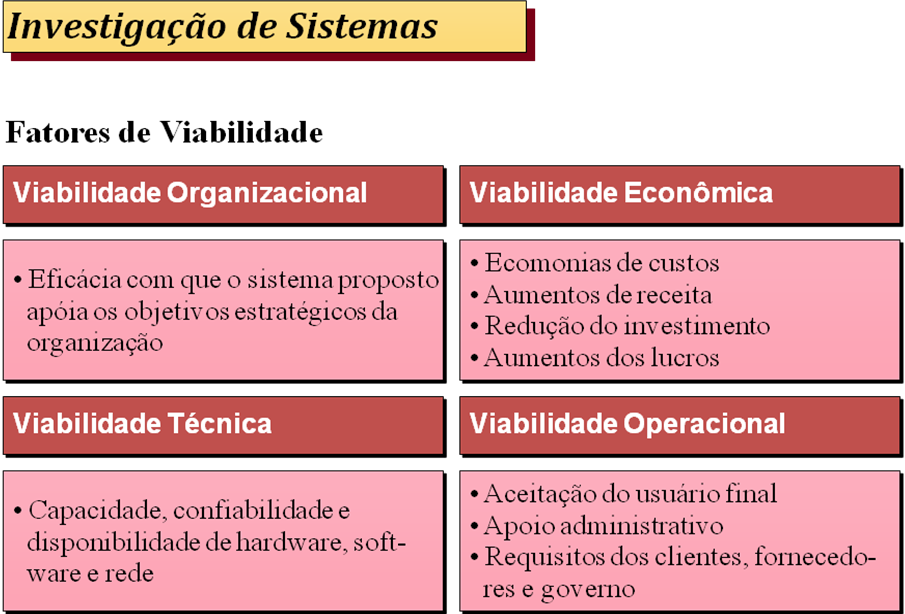 Investigação de Sistemas
Fatores de Viabilidade
Viabilidade Organizacional
• Eficácia com que o sistema proposto
apóia os objetivos estratégicos da
organização
Viabilidade Econômica
• Ecomonias de custos
• Aumentos de receita
• Redução do investimento
• Aumentos dos lucros
Viabilidade Técnica
• Capacidade, confiabilidade e
disponibilidade de hardware, soft-
ware e rede
Viabilidade Operacional
• Aceitação do usuário final
• Apoio administrativo
• Requisitos dos clientes, fornecedo-
res e governo